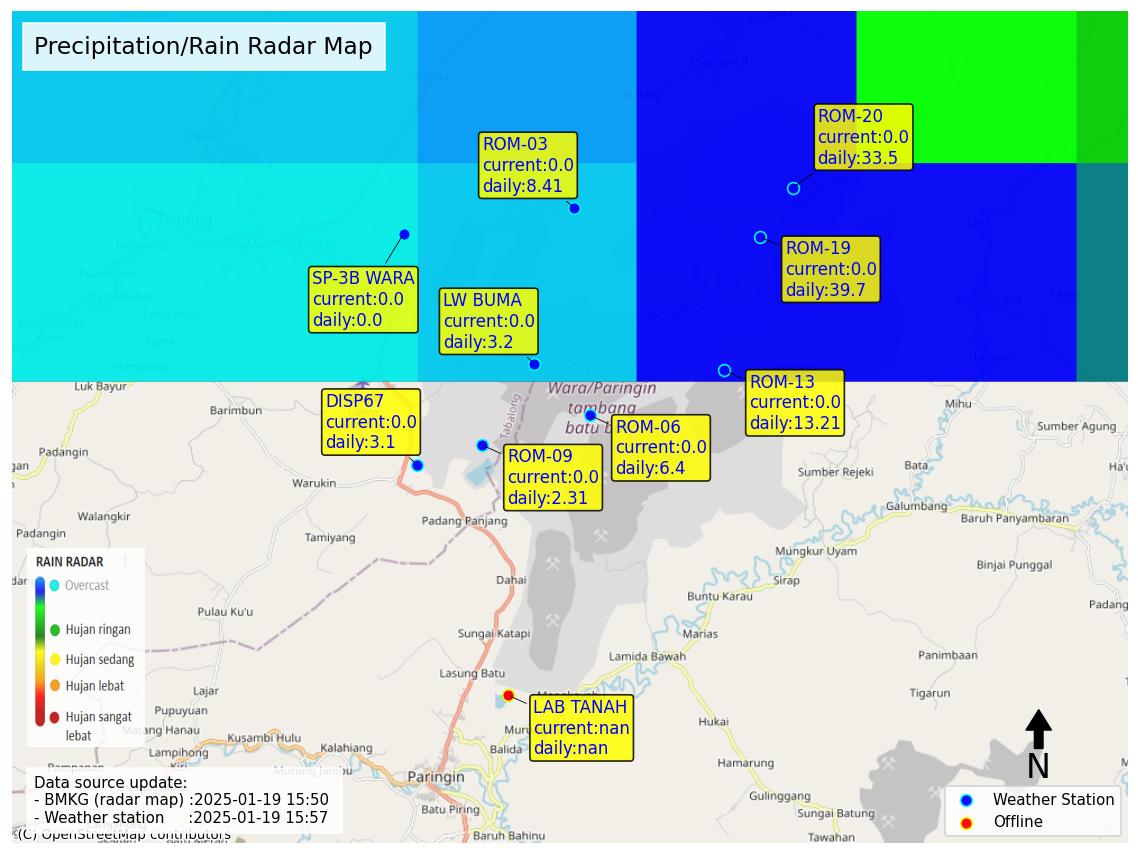 Precipitation/Rain Radar Map
ROM-20
current:0.0
daily:33.5
ROM-03
current:0.0
daily:8.41
Tanjung
ROM-19
current:0.0
daily:39.7
SP-3B WARA
current:0.0
daily:0.0
LW BUMA
current:0.0
daily:3.2
Tutupan
Wara/Paringin
tambang
Luk Bayur
Barimbun
DISP67
current:0.0
daily:3.1
Tabalong
ROM-13
current:0.0
daily:13.21
Mihu
ROM-06
current:0.0
daily:6.4
Sumber Agung
ROM-09
current:0.0
daily:2.31
Warukin
Sumber Rejeki
Bata
Galumbang
Baruh Panyambaran
Walangkir
Padangin
Padang Panjang
Tamiyang
Mungkur Uyam
Binjai Punggal
Dahai
Sirap
Buntu Karau
Padang
Pulau Ku'u
Sungai Katapi
Marias
Lamida Bawah
Panimbaan
Lasung Batu
Tigarun
Lajar
Pupuyuan
Hukai
LAB TANAH
current:nan
daily:nan
Matang Hanau
Kusambi Hulu
Lampihong
Kalahiang
Balida
Murung Jambu
Hamarung
Paringin
Gulinggang
Batu Piring
Sungai Batung
Baruh Bahinu
Tawahan
RAIN RADAR
Overcast
Hujan ringan
Hujan sedang
Hujan lebat
Hujan sangat
lebat
Data source update:
- BMKG (radar map) :2025-01-19 15:50
- Weather station :2025-01-19 15:57
(C) OpenStreetMap contributors
N
Weather Station
Offline